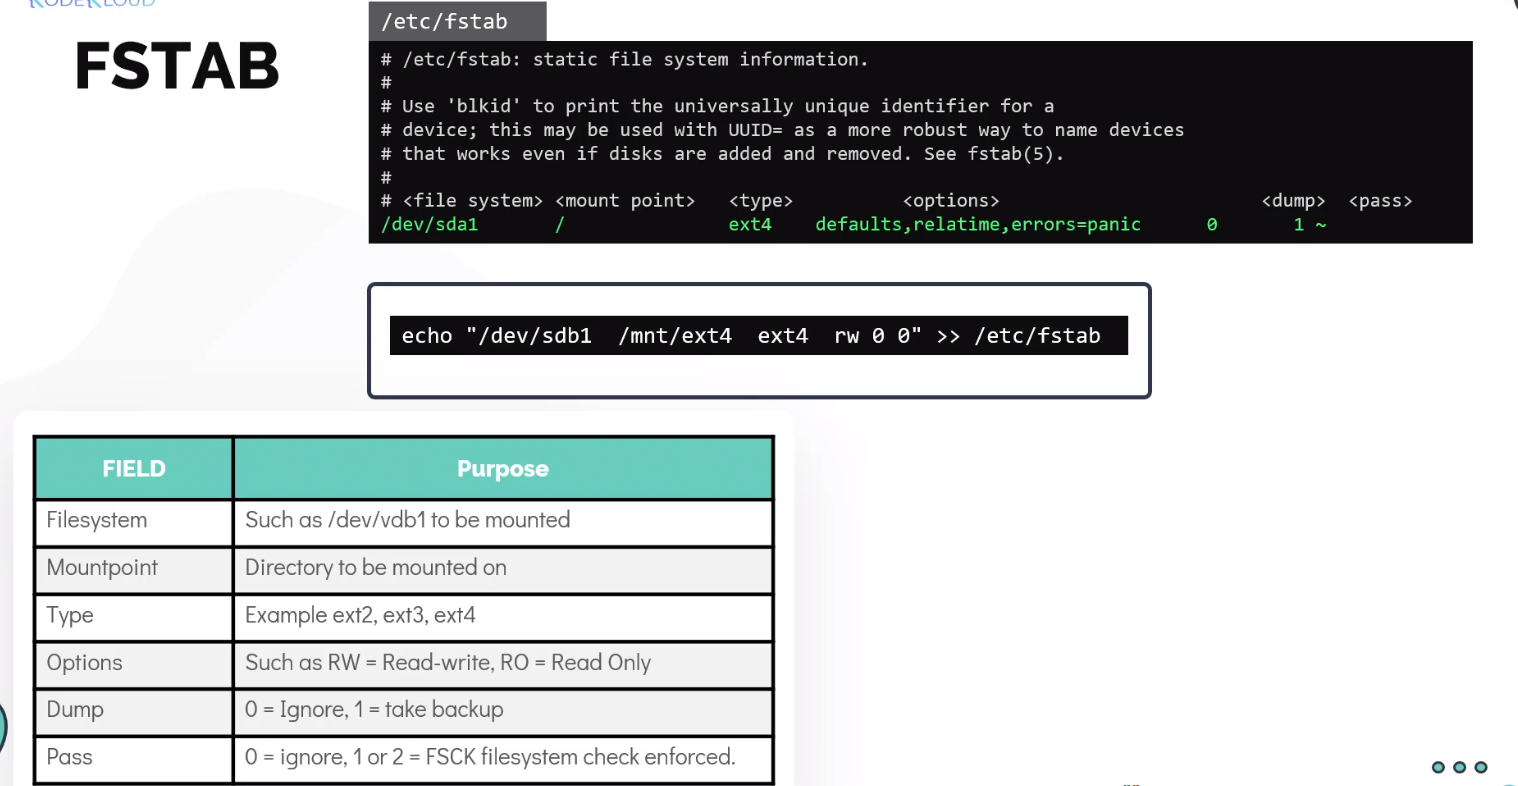 KODEKLOUD
FSTAB
/etc/fstab
# /etc/fstab: static file system information.
#
# Use 'blkid' to print the universally unique identifier for a
# device; this may be used with UUID= as a more robust way to name devices
# that works even if disks are added and removed. See fstab(5).
#
# <file system> <mount point> <type> <options> <dump> <pass>
/dev/sda1 / ext4 defaults,relatime,errors=panic 0 1 ~
echo "/dev/sdb1 /mnt/ext4 ext4 rw 0 0" >> /etc/fstab
FIELD Purpose
Filesystem Such as /dev/vdb1 to be mounted
Mountpoint Directory to be mounted on
Type Example ext2, ext3, ext4
Options Such as RW = Read-write, RO = Read Only
Dump 0 = Ignore, 1 = take backup
Pass 0 = ignore, 1 or 2 = FSCK filesystem check enforced.